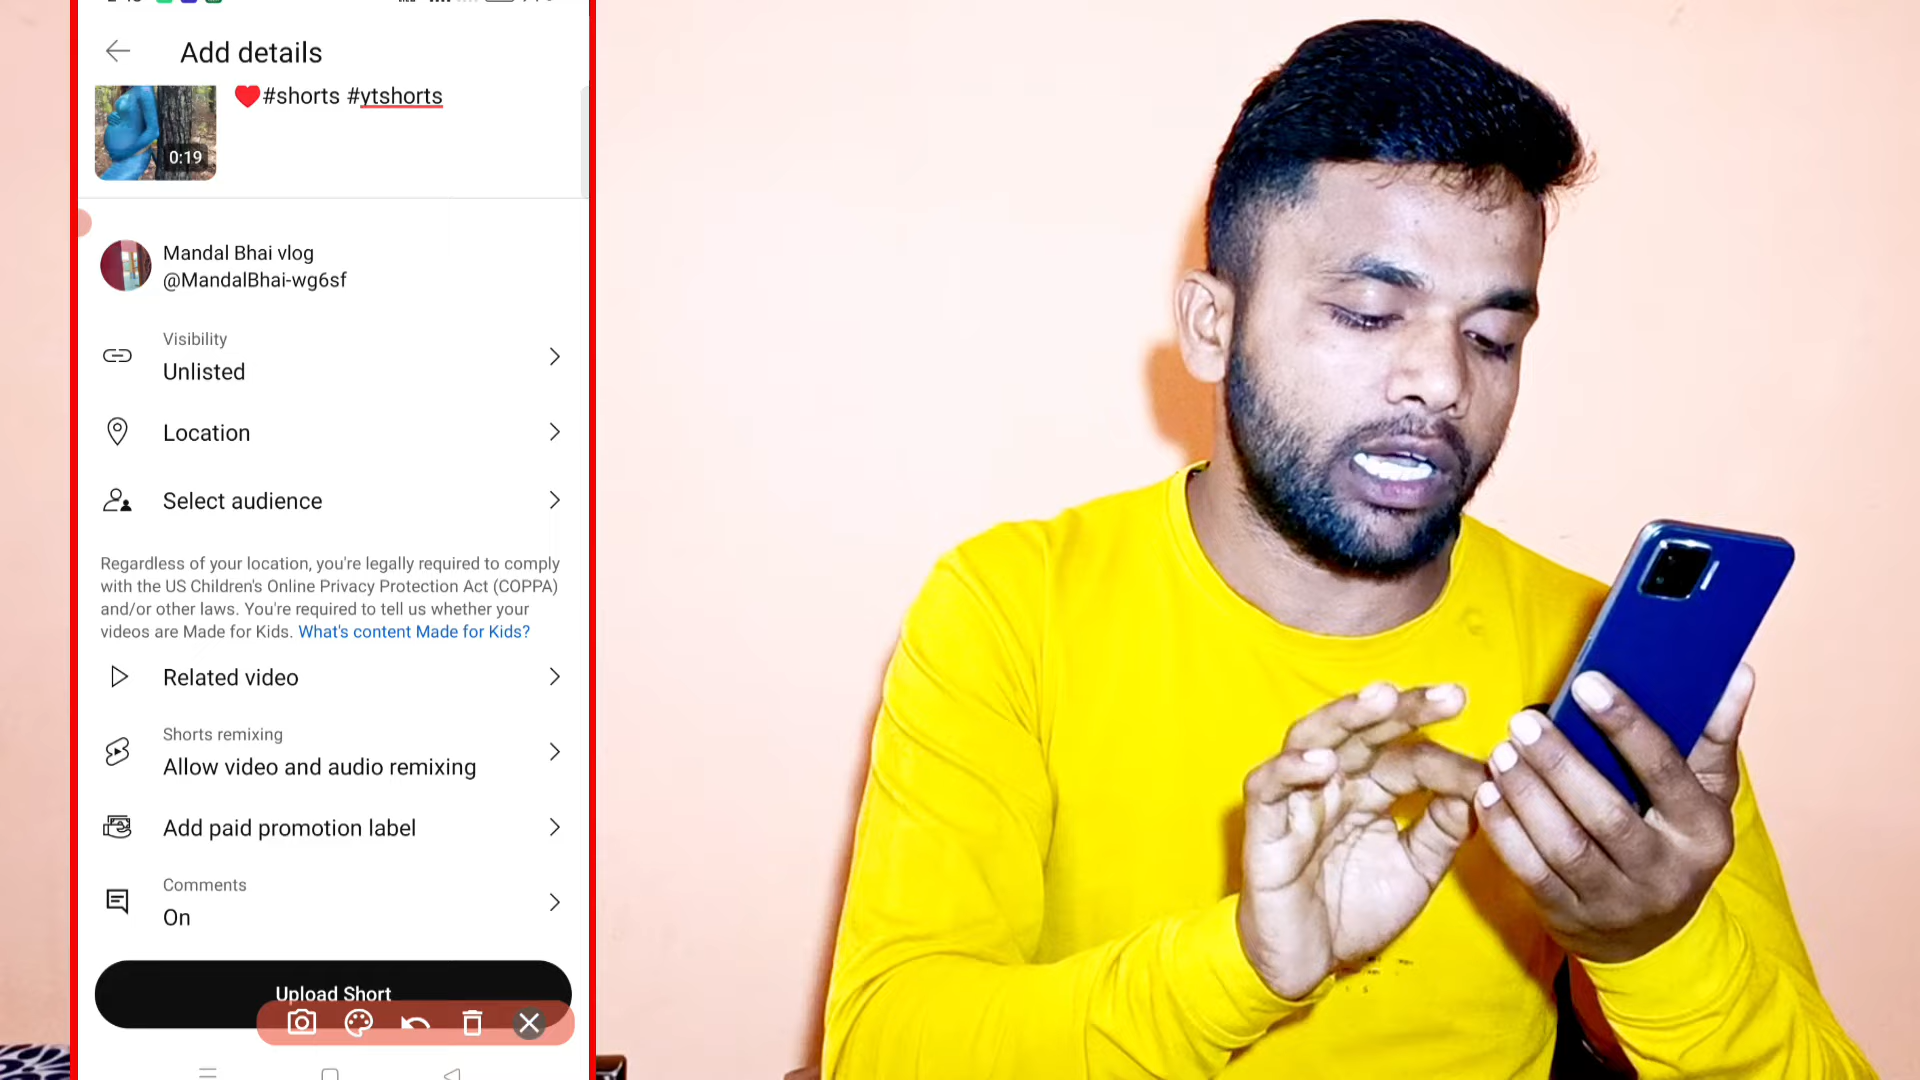 Add details
❤️#shorts #ytshorts
0:19
Mandal Bhai vlog
@MandalBhai-wg6sf
Visibility
Unlisted
Location
Select audience
Regardless of your location, you're legally required to comply
with the US Children's Online Privacy Protection Act (COPPA)
and/or other laws. You're required to tell us whether your
videos are Made for Kids. What's content Made for Kids?
Related video
Shorts remixing
Allow video and audio remixing
Add paid promotion label
Comments
On
Upload Short